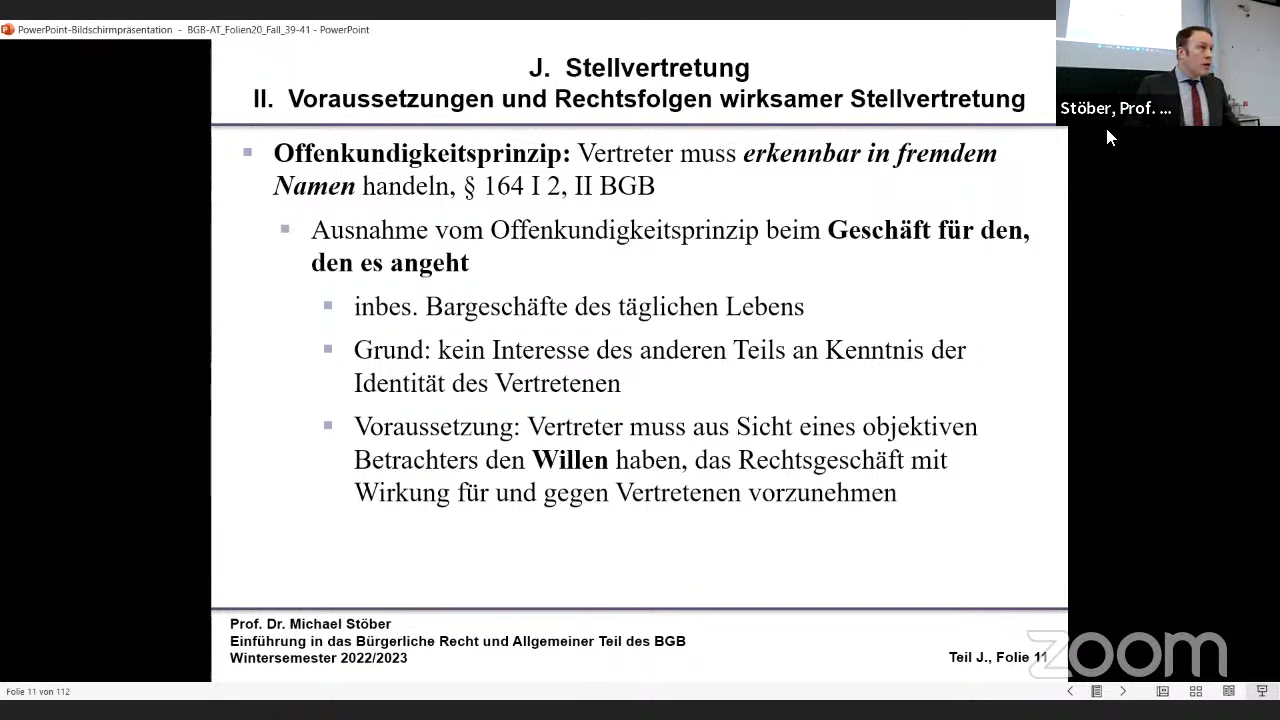 PowerPoint-Bildschirmpräsentation - BGB-AT_Folien20_Fall_39-41 - PowerPoint
J. Stellvertretung
II. Voraussetzungen und Rechtsfolgen wirksamer Stellvertretung
Stöber, Prof. ...
Offenkundigkeitsprinzip: Vertreter muss erkennbar in fremdem
Namen handeln, § 164 I 2, II BGB
Ausnahme vom Offenkundigkeitsprinzip beim Geschäft für den,
den es angeht
inbes. Bargeschäfte des täglichen Lebens
Grund: kein Interesse des anderen Teils an Kenntnis der
Identität des Vertretenen
Voraussetzung: Vertreter muss aus Sicht eines objektiven
Betrachters den Willen haben, das Rechtsgeschäft mit
Wirkung für und gegen Vertretenen vorzunehmen
Prof. Dr. Michael Stöber
Einführung in das Bürgerliche Recht und Allgemeiner Teil des BGB
Wintersemester 2022/2023
Teil J., Folie 11
zoom
Folie 11 von 112